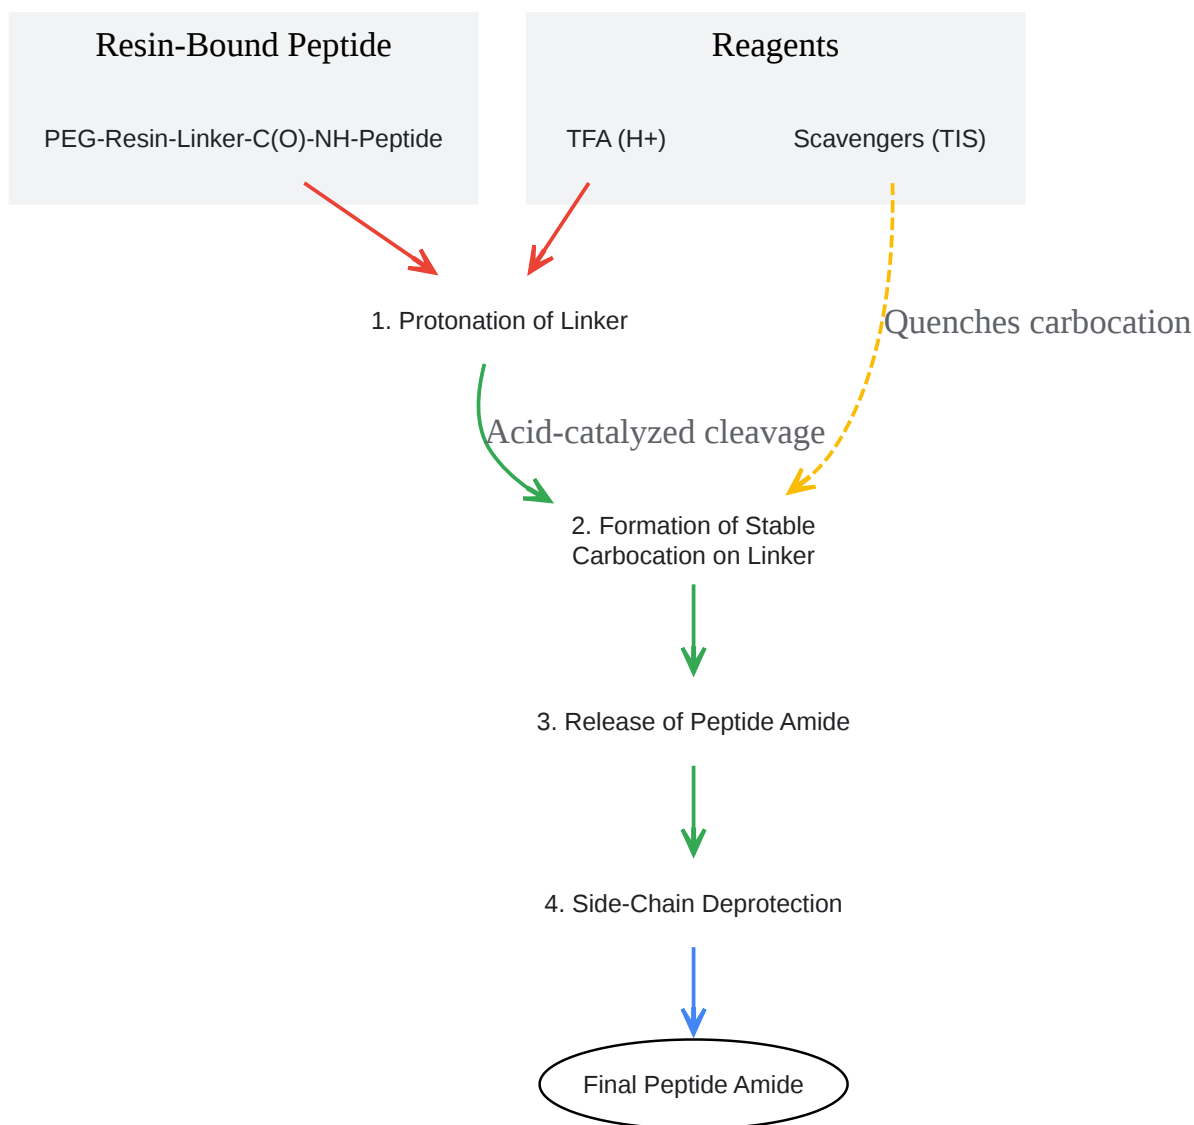 Resin-Bound Peptide
Reagents
PEG-Resin-Linker-C(O)-NH-Peptide
TFA (H+)
Scavengers (TIS)
1. Protonation of Linker
Quenches carbocation
Acid-catalyzed cleavage
2. Formation of Stable
Carbocation on Linker
3. Release of Peptide Amide
4. Side-Chain Deprotection
Final Peptide Amide